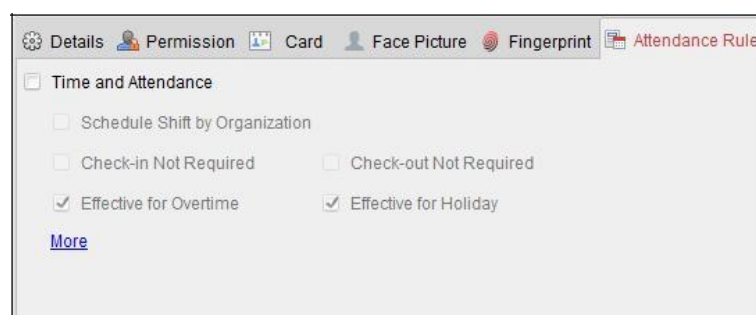 Details Permission Card Face Picture Fingerprint Attendance Rule
Time and Attendance
Schedule Shift by Organization
Check-in Not Required Check-out Not Required
Effective for Overtime Effective for Holiday
More